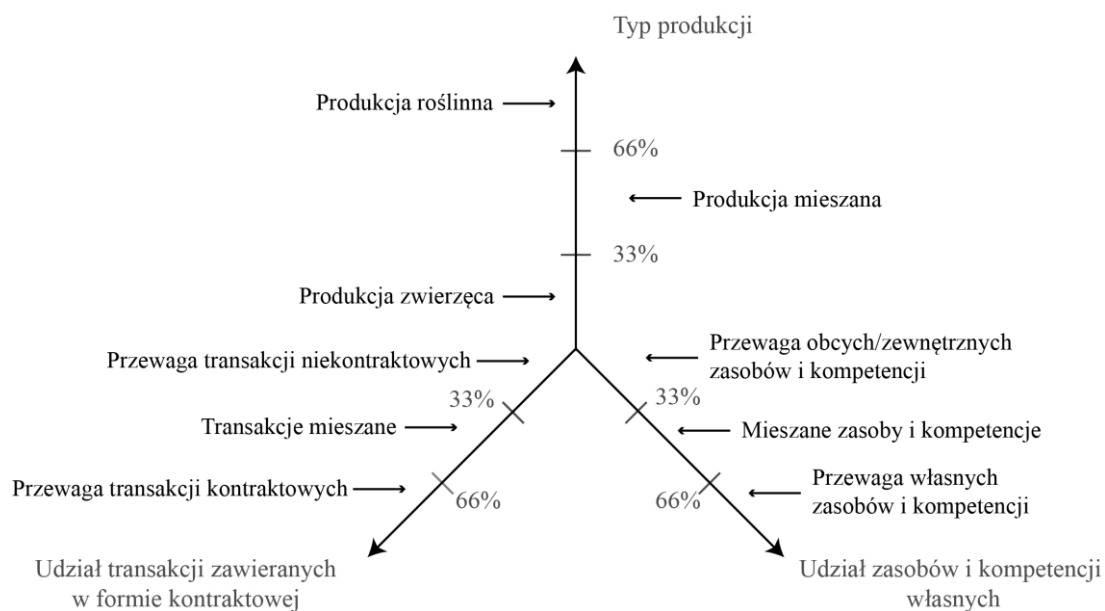 Typ produkcji
Produkcja roślinna
66%
Produkcja mieszana
33%
Produkcja zwierzęca
Przewaga transakcji niekontraktowych
Przewaga obcych/zewnętrznych
zasobów i kompetencji
33%
33%
Transakcje mieszane
Mieszane zasoby i kompetencje
Przewaga transakcji kontraktowych
66%
66%
Przewaga własnych
zasobów i kompetencji
Udział transakcji zawieranych
w formie kontraktowej
Udział zasobów i kompetencji
własnych